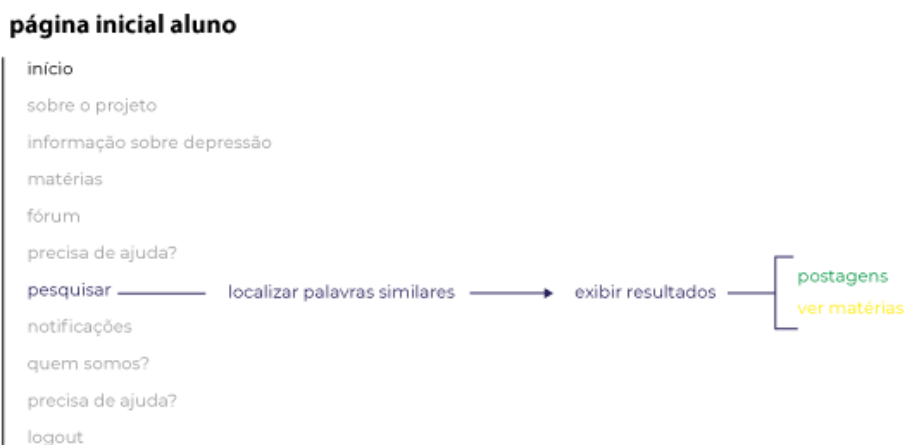 página inicial aluno
início
sobre o projeto
informação sobre depressão
matérias
fórum
precisa de ajuda?
pesquisar localizar palavras similares exibir resultados postagens
ver matérias
notificações
quem somos?
precisa de ajuda?
logout